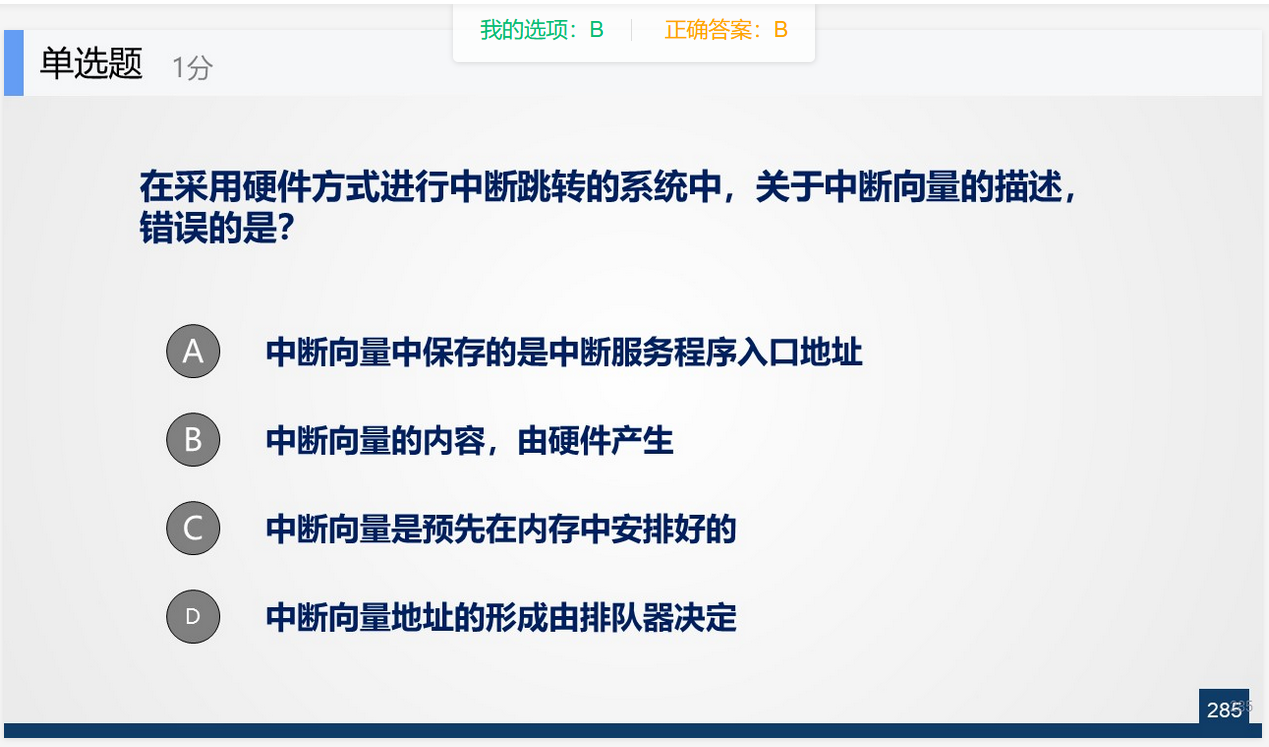 我的选项：B
正确答案：B
单选题 1分
在采用硬件方式进行中断跳转的系统中，关于中断向量的描述，
错误的是？
A 中断向量中保存的是中断服务程序入口地址
B 中断向量的内容，由硬件产生
C 中断向量是预先在内存中安排好的
D 中断向量地址的形成由排队器决定
285